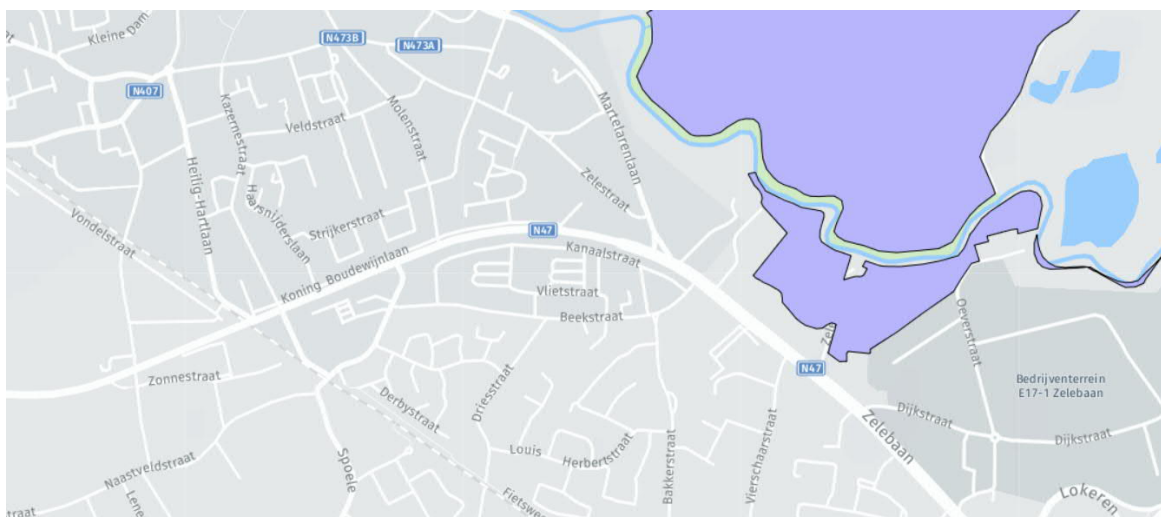 Kleine Dam
N473B
N473A
N407
Kazernestraat
Veldstraat
Molenstraat
Martelarenlaan
Heilig-Hartlaan
Zelestraat
Haarsnijderslaan
Vondelstraat
Strijkerstraat
N47
Kanaalstraat
Koning Boudewijnlaan
Vlietstraat
Beekstraat
Oeverstraat
Zonnestraat
N47
Bedrijventerrein
E17-1 Zelebaan
Derbystraat
Driesstraat
Dijkstraat
Zelebaan
Dijkstraat
Louis
Herbertstraat
Spoele
Bakkerstraat
Vierschaarstraat
Naastveldstraat
Lokeren
straat